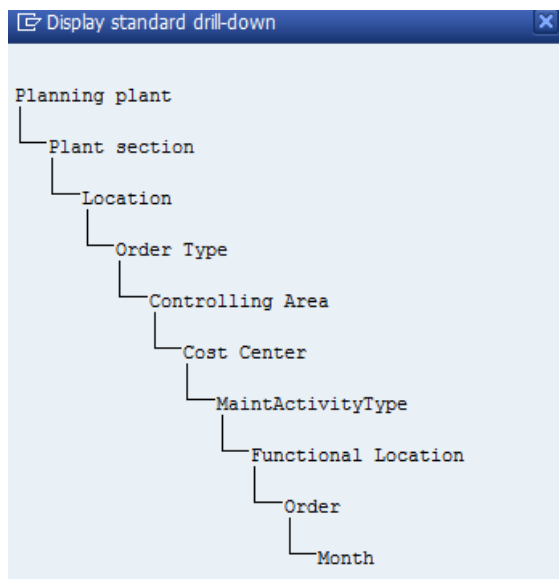 Display standard drill-down
Planning plant
Plant section
Location
Order Type
Controlling Area
Cost Center
MaintActivityType
Functional Location
Order
Month